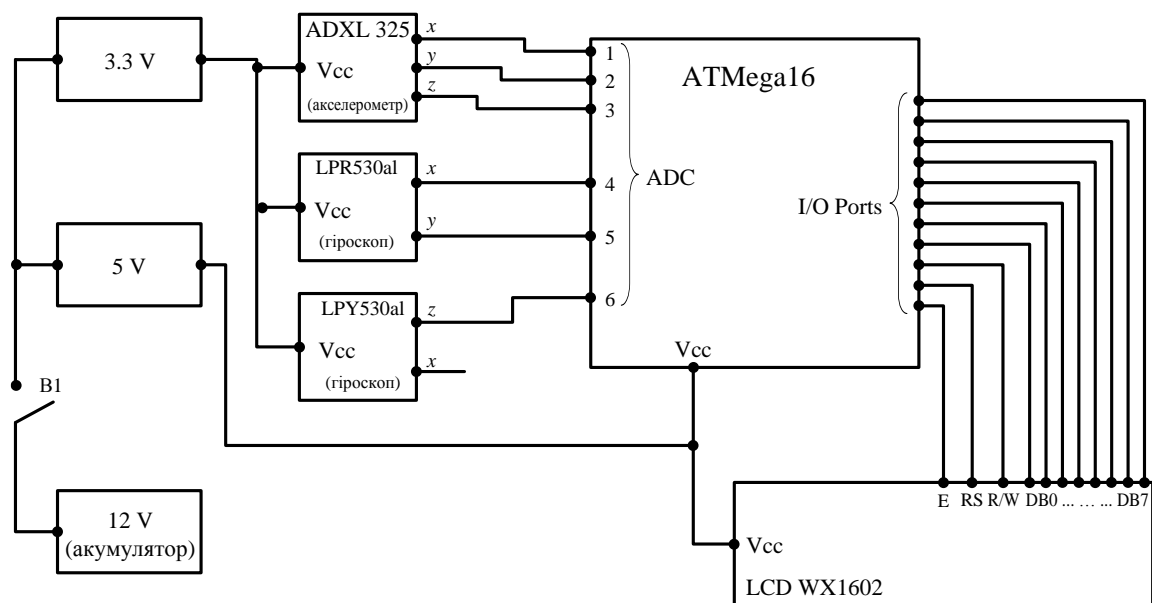 3.3 V
ADXL 325
Vcc
(акселерометр)
x
y
z
1
2
3
4
5
6
ADC
ATMega16
I/O Ports
Vcc
LPR530al
Vcc
(гіроскоп)
x
y
5 V
LPY530al
Vcc
(гіроскоп)
z
x
B1
12 V
(акумулятор)
E RS R/W DB0 ... ... ... DB7
Vcc
LCD WX1602